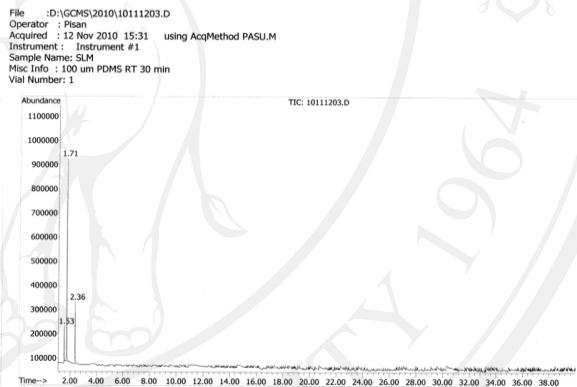 File :D:\GCMS\2010\10111203.D
Operator : Pisan
Acquired : 12 Nov 2010 15:31 using AcqMethod PASU.M
Instrument : Instrument #1
Sample Name: SLM
Misc Info : 100 um PDMS RT 30 min
Vial Number: 1
Abundance
TIC: 10111203.D
1100000
1000000
1.71
900000
800000
700000
600000
500000
400000
2.36
300000
1.53
200000
100000
Time--> 2.00 4.00 6.00 8.00 10.00 12.00 14.00 16.00 18.00 20.00 22.00 24.00 26.00 28.00 30.00 32.00 34.00 36.00 38.00
TY 1964